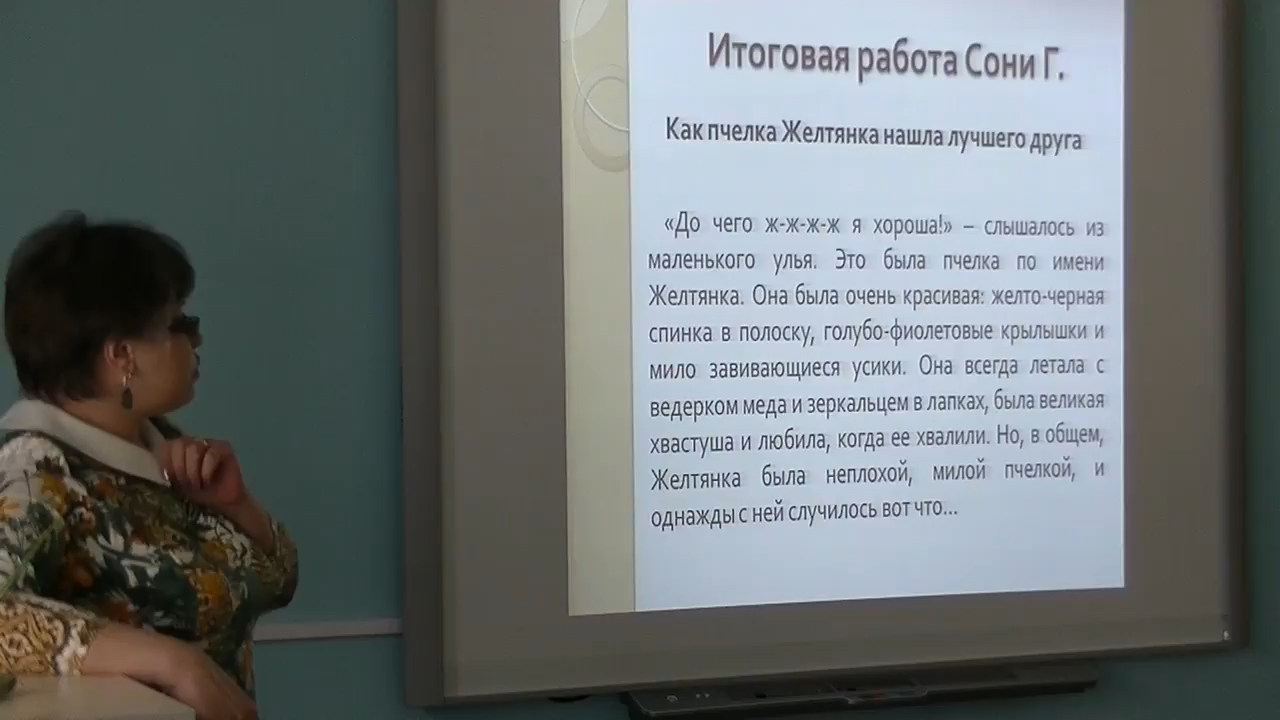 Итоговая работа Сони Г.
Как пчелка Желтянка нашла лучшего друга
«До чего ж-ж-ж-ж я хороша!» – слышалось из
маленького улья. Это была пчелка по имени
Желтянка. Она была очень красивая: желто-черная
спинка в полоску, голубо-фиолетовые крылышки и
мило завивающиеся усики. Она всегда летала с
ведерком меда и зеркальцем в лапках, была великая
хвастуша и любила, когда ее хвалили. Но, в общем,
Желтянка была неплохой, милой пчелкой, и
однажды с ней случилось вот что...